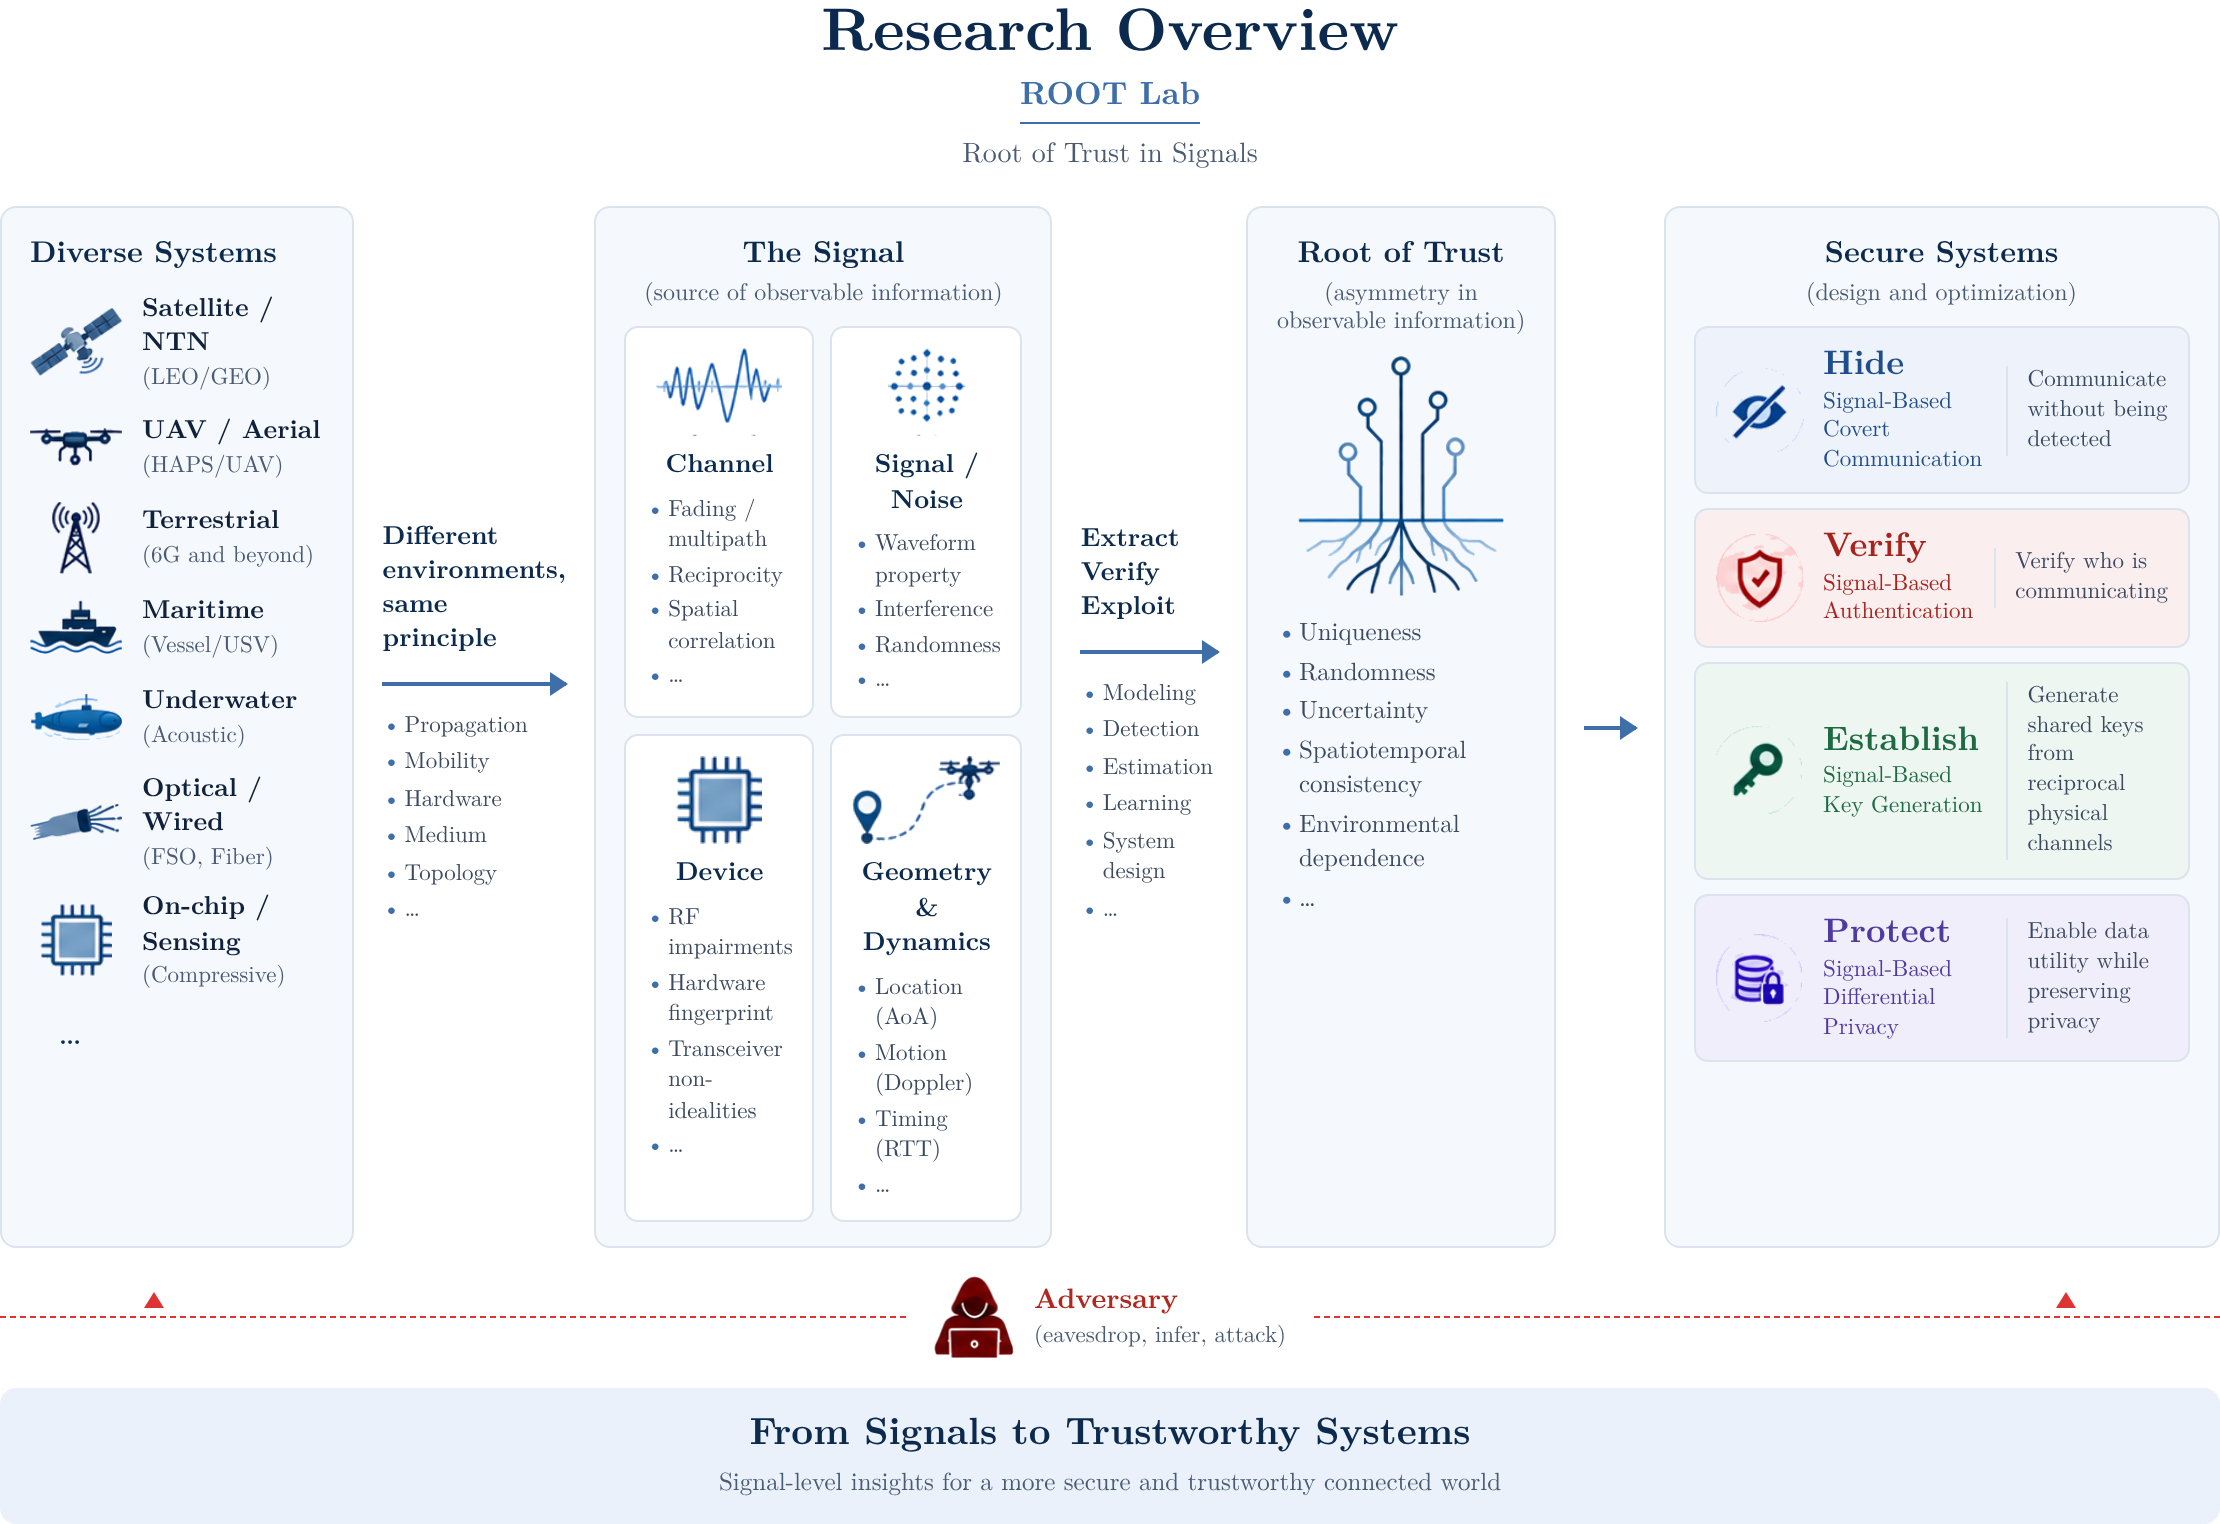 Research Overview
ROOT Lab
Root of Trust in Signals
Diverse Systems
Satellite /
NTN
(LEO/GEO)
UAV / Aerial
(HAPS/UAV)
Terrestrial
(6G and beyond)
Maritime
(Vessel/USV)
Underwater
(Acoustic)
Optical /
Wired
(FSO, Fiber)
On-chip /
Sensing
(Compressive)
...
Different
environments,
same
principle
• Propagation
• Mobility
• Hardware
• Medium
• Topology
• ...
The Signal
(source of observable information)
Channel
• Fading /
multipath
• Reciprocity
• Spatial
correlation
• ...
Signal /
Noise
• Waveform
property
• Interference
• Randomness
• ...
Device
• RF
impairments
• Hardware
fingerprint
• Transceiver
non-
idealities
• ...
Geometry
&
Dynamics
• Location
(AoA)
• Motion
(Doppler)
• Timing
(RTT)
• ...
Extract
Verify
Exploit
• Modeling
• Detection
• Estimation
• Learning
• System
design
• ...
Root of Trust
(asymmetry in
observable information)
• Uniqueness
• Randomness
• Uncertainty
• Spatiotemporal
consistency
• Environmental
dependence
• ...
Secure Systems
(design and optimization)
Hide
Signal-Based
Covert
Communication
Communicate
without being
detected
Verify
Signal-Based
Authentication
Verify who is
communicating
Establish
Signal-Based
Key Generation
Generate
shared keys
from
reciprocal
physical
channels
Protect
Signal-Based
Differential
Privacy
Enable data
utility while
preserving
privacy
Adversary
(eavesdrop, infer, attack)
From Signals to Trustworthy Systems
Signal-level insights for a more secure and trustworthy connected world